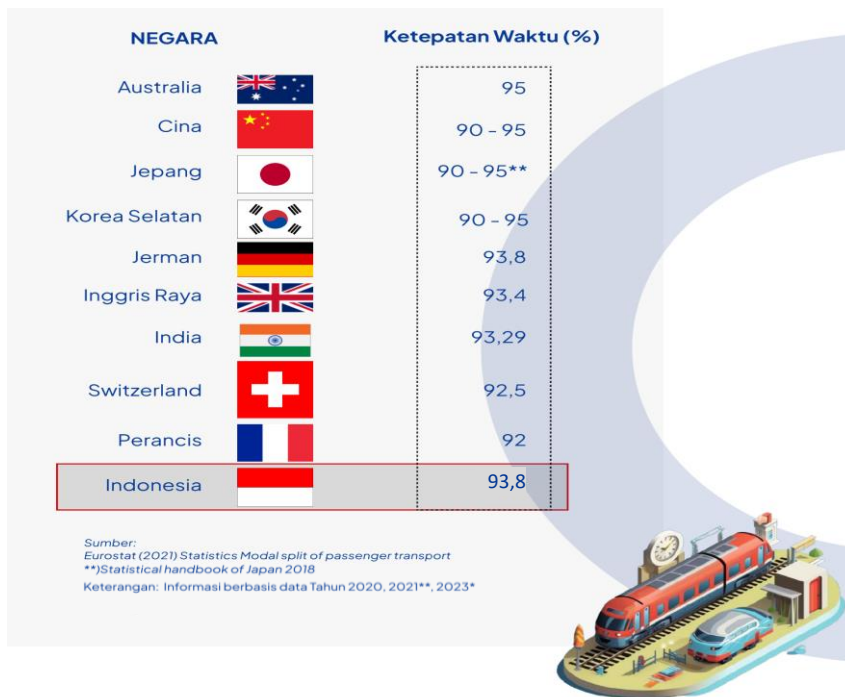 NEGARA Ketepatan Waktu (%)
Australia 95
Cina 90 - 95
Jepang 90 - 95**
Korea Selatan 90 - 95
Jerman 93,8
Inggris Raya 93,4
India 93,29
Switzerland 92,5
Perancis 92
Indonesia 93,8
Sumber:
Eurostat (2021) Statistics Modal split of passenger transport
**)Statistical handbook of Japan 2018
Keterangan: Informasi berbasis data Tahun 2020, 2021**, 2023*